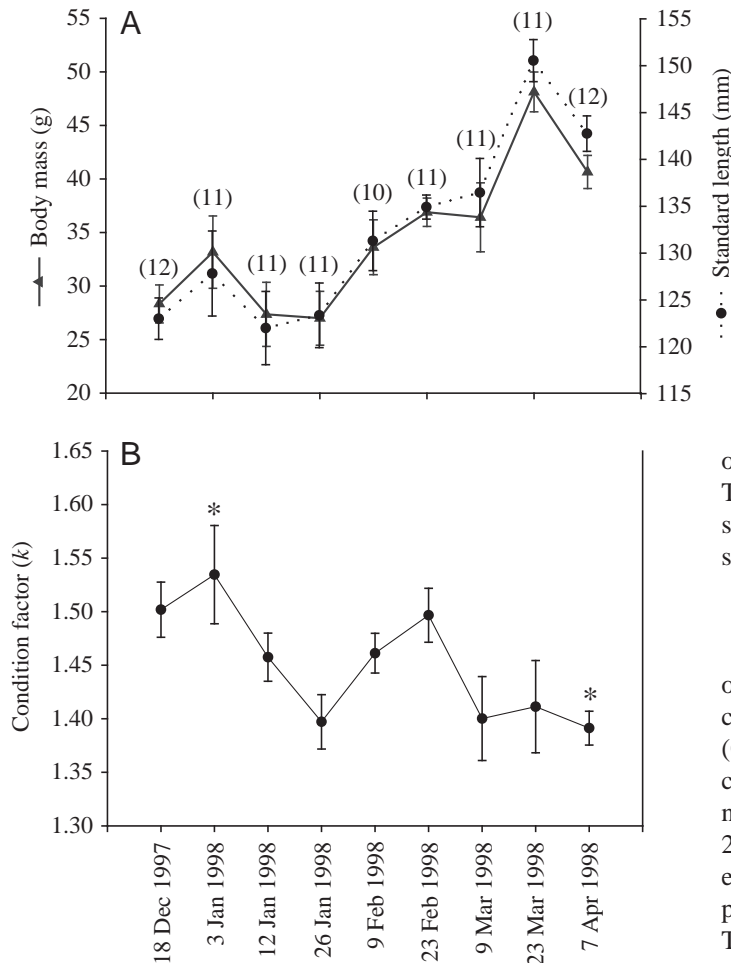 A
55
50
45
40
35
30
25
20
Body mass (g)
(12)
(11)
(11)
(11)
(10)
(11)
(11)
(11)
(12)
155
150
145
140
135
130
125
120
115
Standard length (mm)
B
1.65
1.60
1.55
1.50
1.45
1.40
1.35
1.30
Condition factor (k)
*
*
18 Dec 1997
3 Jan 1998
12 Jan 1998
26 Jan 1998
9 Feb 1998
23 Feb 1998
9 Mar 1998
23 Mar 1998
7 Apr 1998
o
T
s
s
o
c
(
c
n
2
e
p
T